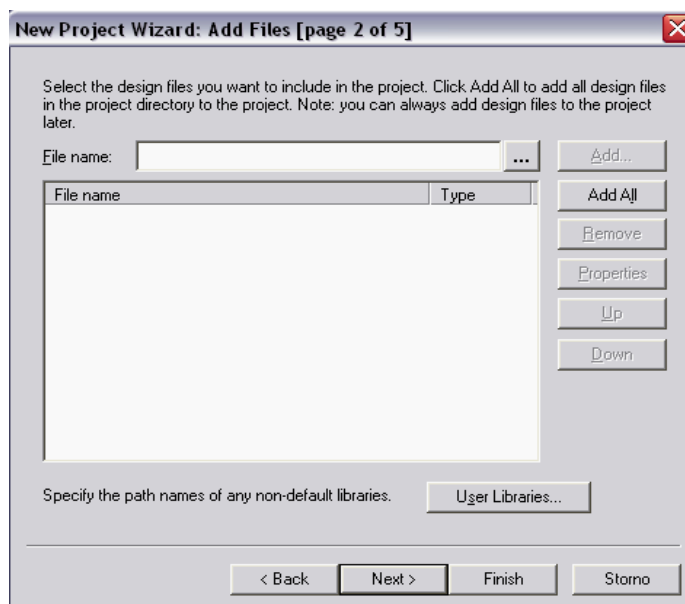 New Project Wizard: Add Files [page 2 of 5]
Select the design files you want to include in the project. Click Add All to add all design files
in the project directory to the project. Note: you can always add design files to the project
later.
File name: ... Add...
File name Type Add All
Remove
Properties
Up
Down
Specify the path names of any non-default libraries. User Libraries...
< Back Next > Finish Storno